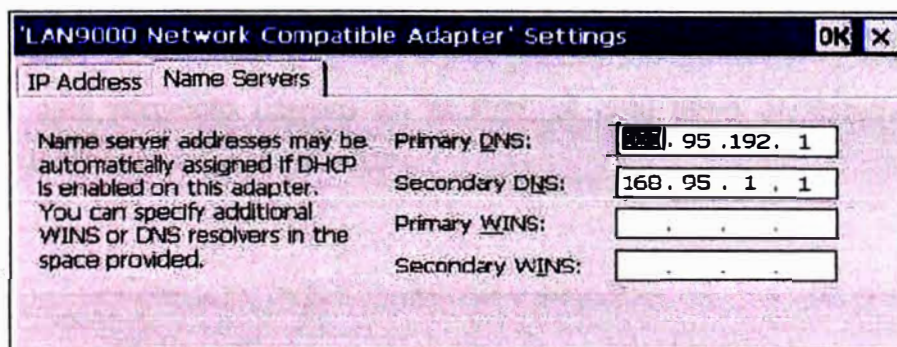 'LAN9000 Network Compatible Adapter' Settings OK ×
IP Address Name Servers
Name server addresses may be
automatically assigned if DHCP
is enabled on this adapter.
You can specify additional
WINS or DNS resolvers in the
space provided.
Primary DNS: . 95 .192. 1
Secondary DNS: 168. 95 . 1 . 1
Primary WINS: . . .
Secondary WINS: . . .